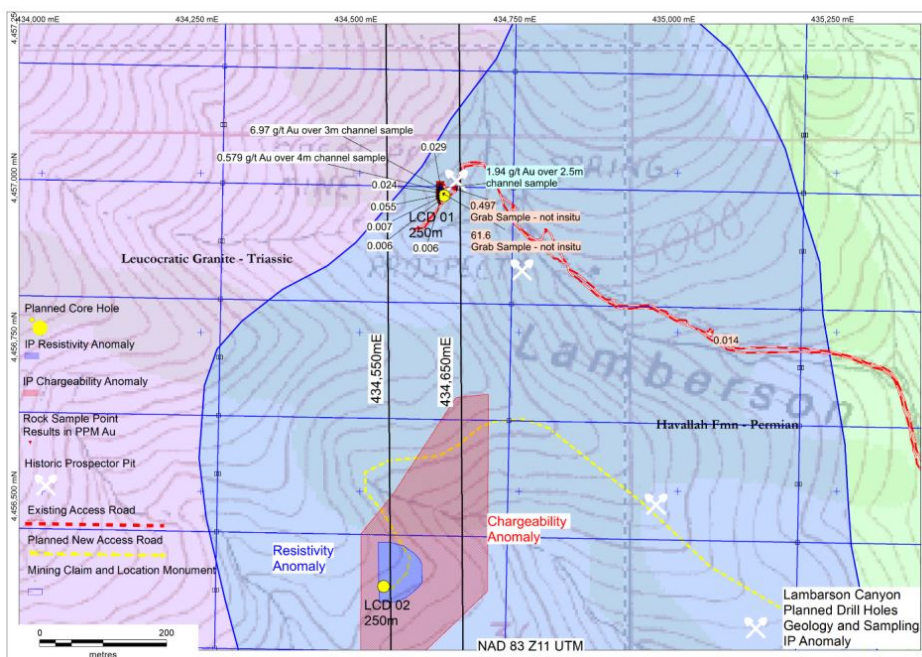 434,000 mE
434,500 mE
434,750 mE
435,000 mE
435,250 mE
4,457,25
6.97 g/t Au over 3m channel sample
0.029
0.579 g/t Au over 4m channel sample
1.94 g/t Au over 2.5m
channel sample
4,457,000 mN
0.024
0.055
0.497
Grab Sample - not insitu
LCD 01
250m
0.007
0.006
0.006
61.6
Grab Sample - not insitu
PROSPECT
Leucocratic Granite - Triassic
Planned Core Hole
4,456,750 mN
IP Resistivity Anomaly
434,550mE
434,650mE
0.014
Lamberson
IP Chargeability Anomaly
Rock Sample Point
Results in PPM Au
Havallah Fmn - Permian
Historic Prospector Pit
4,456,500 mN
Existing Access Road
Planned New Access Road
Mining Claim and Location Monument
Chargeability
Anomaly
Resistivity
Anomaly
LCD 02
250m
Lambarson Canyon
Planned Drill Holes
Geology and Sampling
IP Anomaly
0
200
metres
NAD 83 Z11 UTM